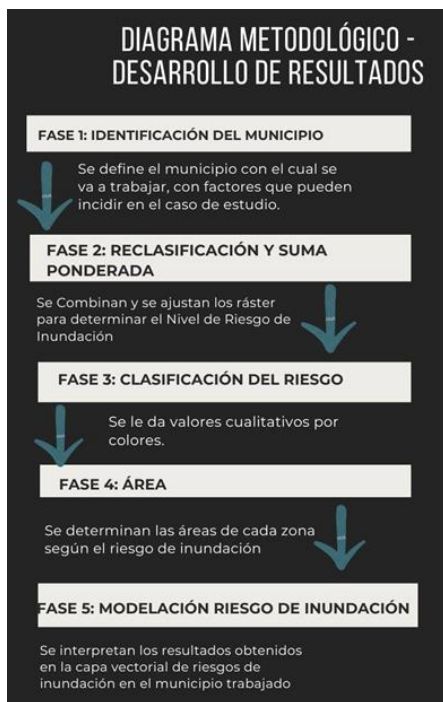 DIAGRAMA METODOLÓGICO -
DESARROLLO DE RESULTADOS
FASE 1: IDENTIFICACIÓN DEL MUNICIPIO
Se define el municipio con el cual se
va a trabajar, con factores que pueden
incidir en el caso de estudio.
FASE 2: RECLASIFICACIÓN Y SUMA
PONDERADA
Se Combinan y se ajustan los ráster
para determinar el Nivel de Riesgo de
Inundación
FASE 3: CLASIFICACIÓN DEL RIESGO
Se le da valores cualitativos por
colores.
FASE 4: ÁREA
Se determinan las áreas de cada zona
según el riesgo de inundación
FASE 5: MODELACIÓN RIESGO DE INUNDACIÓN
Se interpretan los resultados obtenidos
en la capa vectorial de riesgos de
inundación en el municipio trabajado